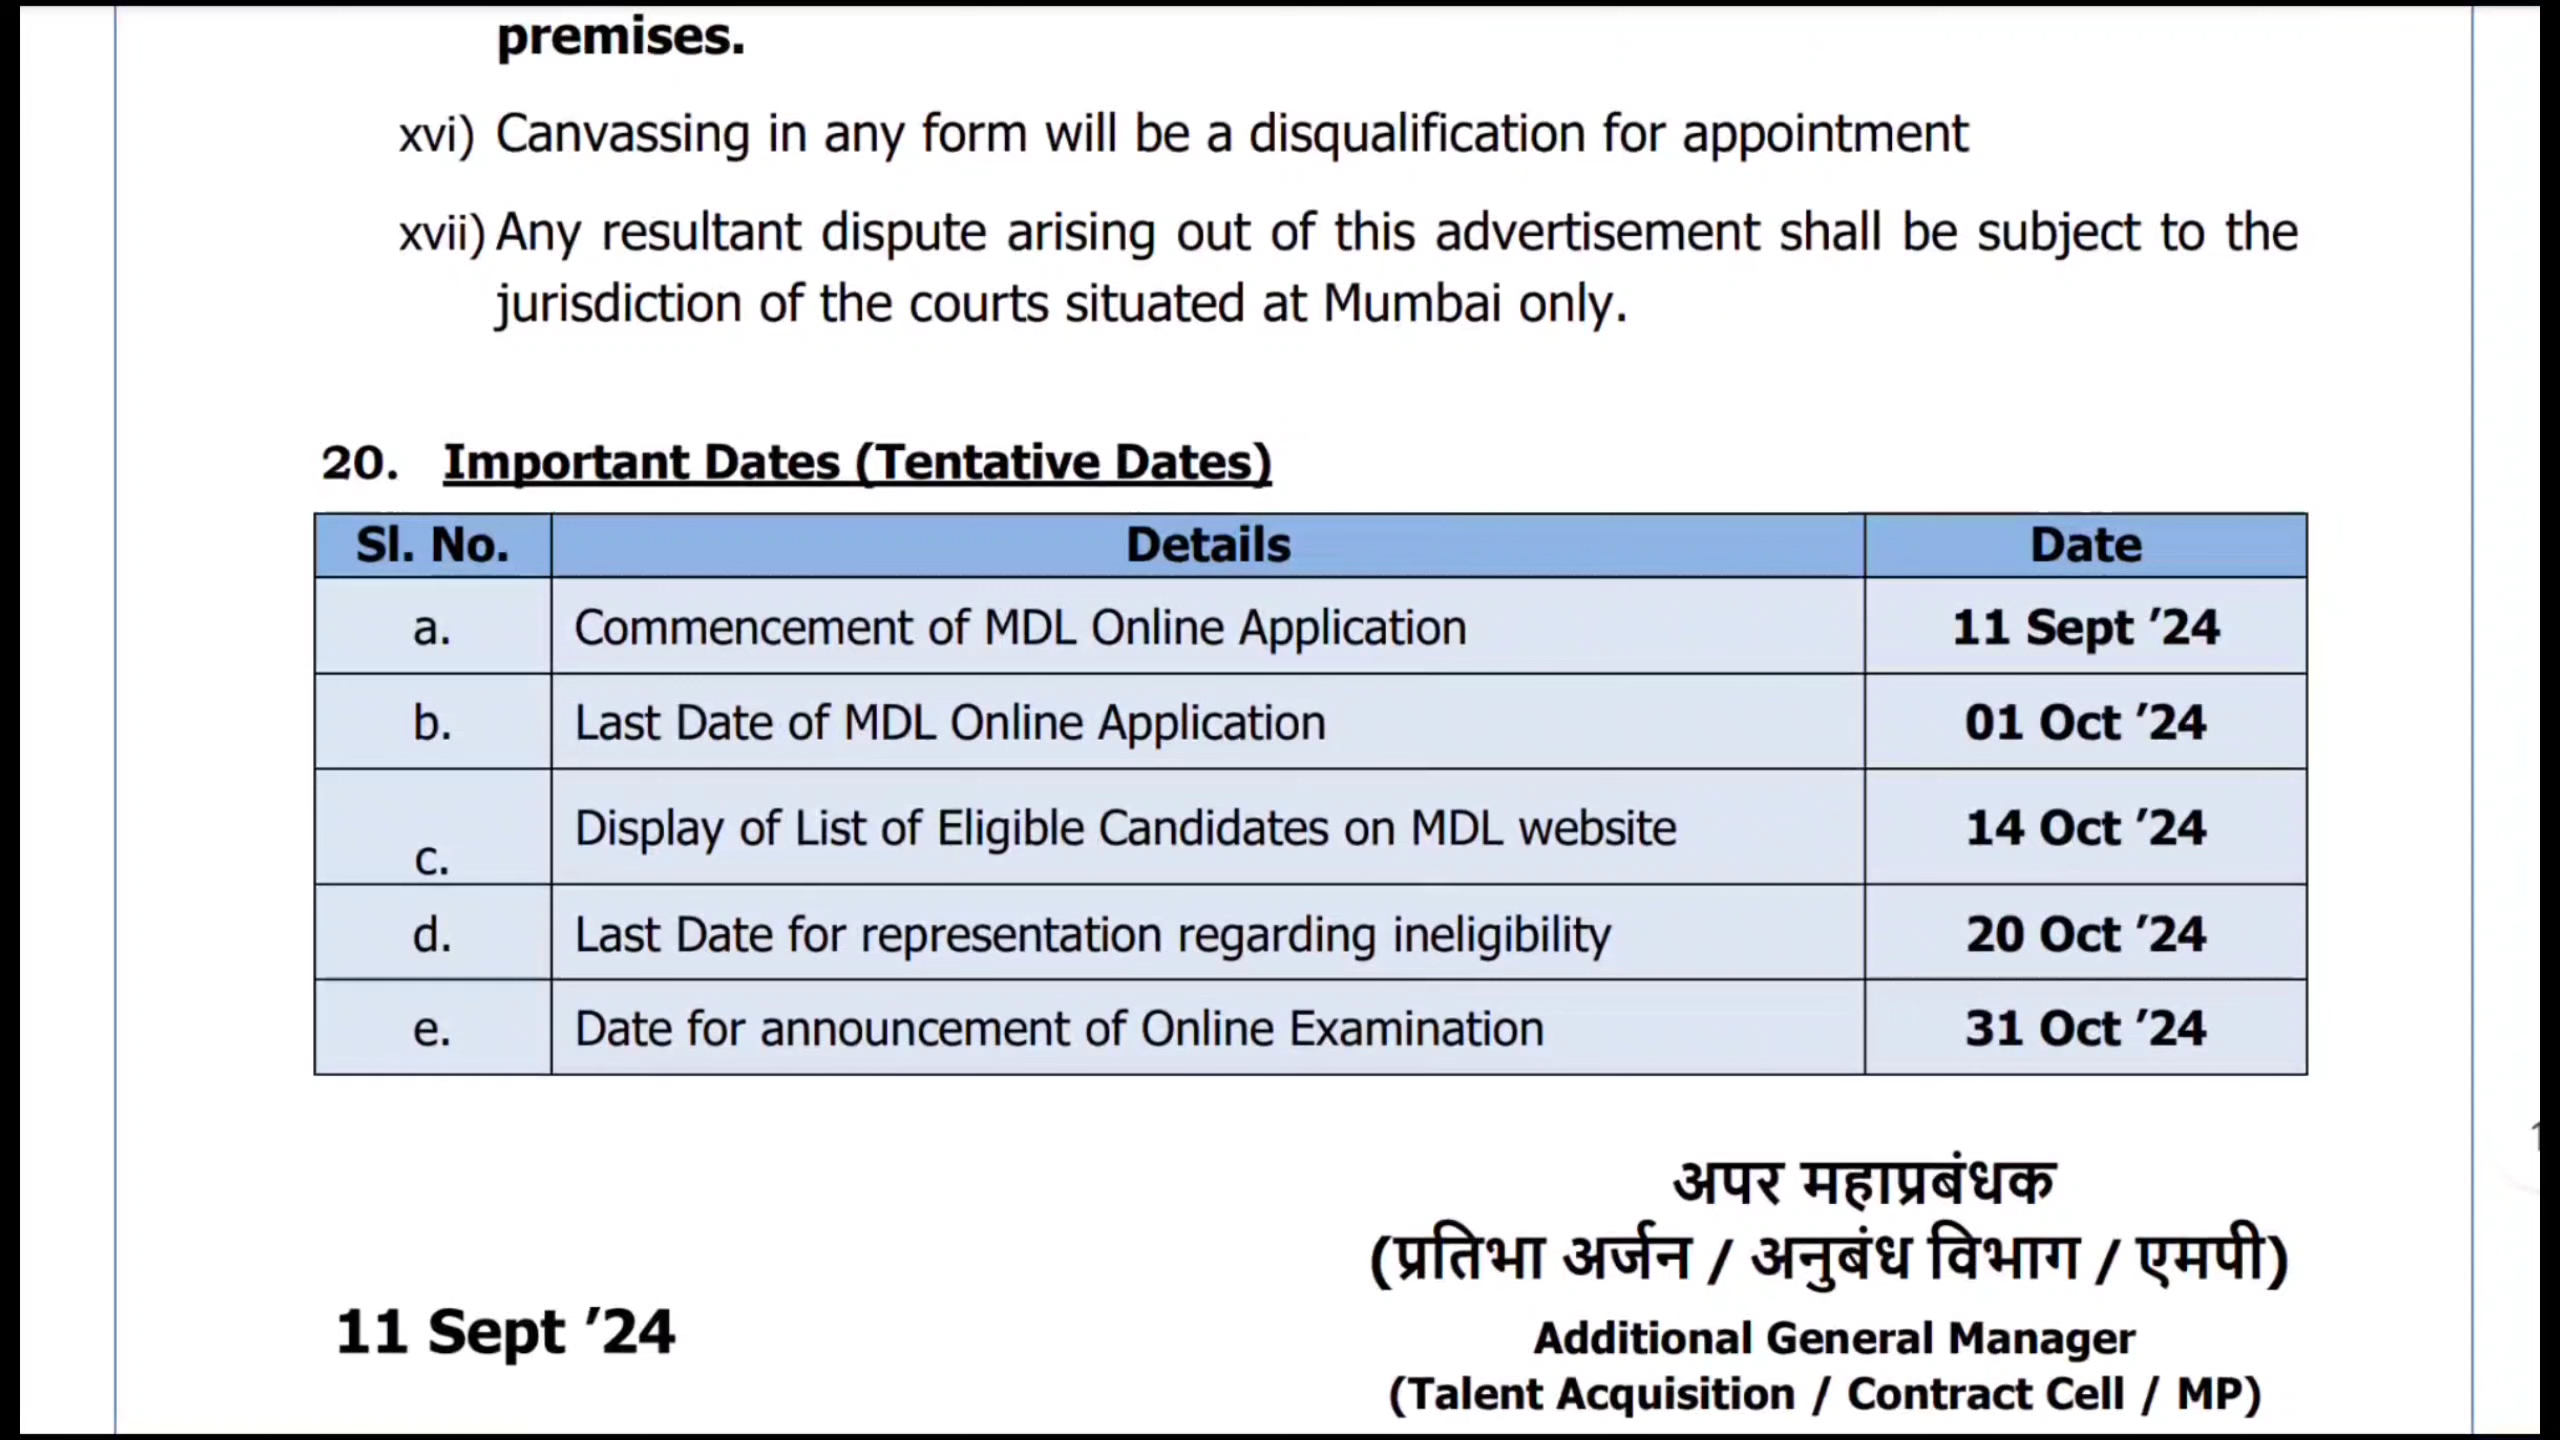 premises.
xvi) Canvassing in any form will be a disqualification for appointment
xvii) Any resultant dispute arising out of this advertisement shall be subject to the
jurisdiction of the courts situated at Mumbai only.
20. Important Dates (Tentative Dates)
Sl. No. Details Date
a. Commencement of MDL Online Application 11 Sept ’24
b. Last Date of MDL Online Application 01 Oct ’24
c. Display of List of Eligible Candidates on MDL website 14 Oct ’24
d. Last Date for representation regarding ineligibility 20 Oct ’24
e. Date for announcement of Online Examination 31 Oct ’24
अपर महाप्रबंधक
(प्रतिभा अर्जन / अनुबंध विभाग / एमपी)
11 Sept ’24
Additional General Manager
(Talent Acquisition / Contract Cell / MP)